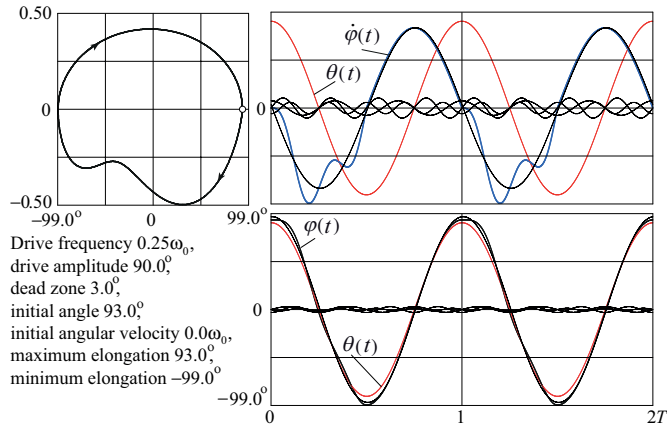 0.50
0
−0.50
−99.0°
0
99.0°
Drive frequency 0.25ω₀,
drive amplitude 90.0°,
dead zone 3.0°,
initial angle 93.0°,
initial angular velocity 0.0ω₀,
maximum elongation 93.0°,
minimum elongation −99.0°
φ̇(t)
θ(t)
0
99.0°
φ(t)
0
θ(t)
−99.0°
0
1
2T